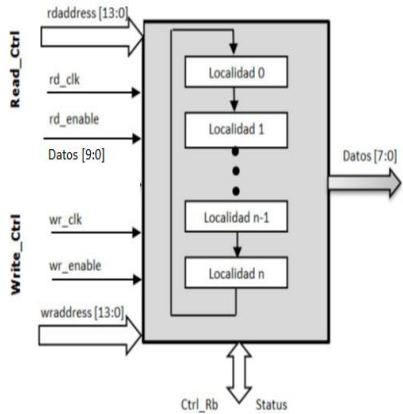 Read_Ctrl
rdaddress [13:0]
rd_clk
rd_enable
Datos [9:0]
Write_Ctrl
wr_clk
wr_enable
wraddress [13:0]
Localidad 0
Localidad 1
Localidad n-1
Localidad n
Datos [7:0]
Ctrl_Rb
Status